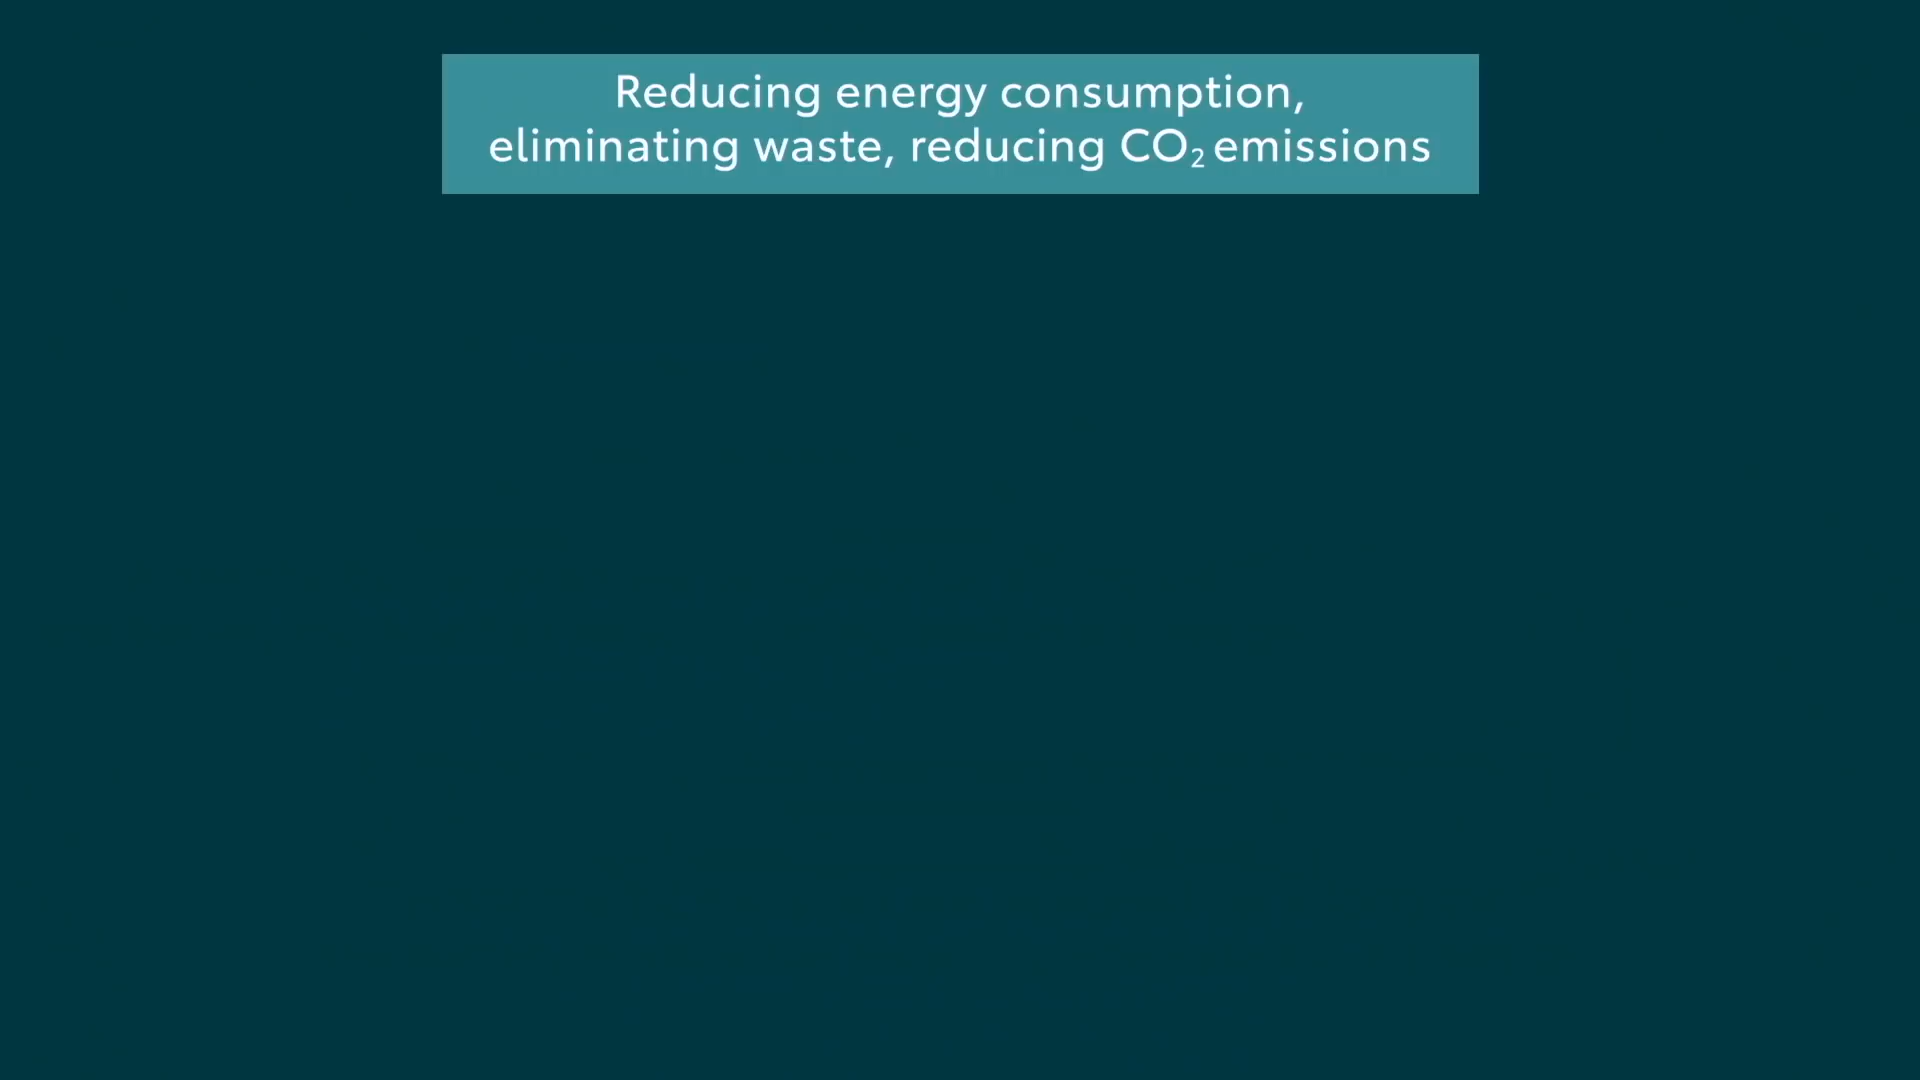 Reducing energy consumption,
eliminating waste, reducing CO₂ emissions